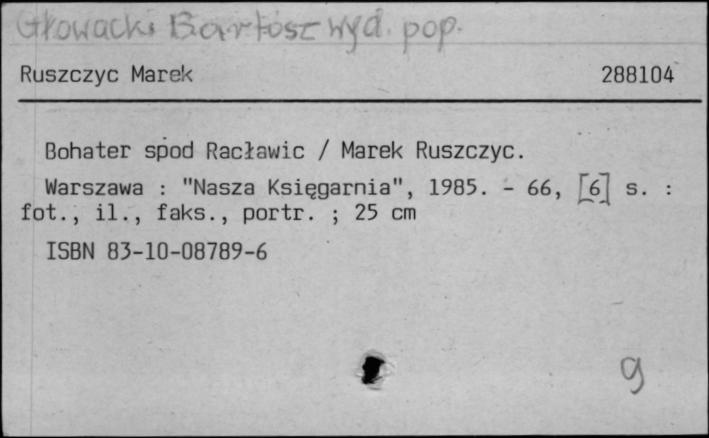 Głowacki Bartosz wyd. pop.
Ruszczyc Marek 288104
Bohater spod Racławic / Marek Ruszczyc.
Warszawa : "Nasza Księgarnia", 1985. - 66, [6] s. :
fot., il., faks., portr. ; 25 cm
ISBN 83-10-08789-6
g